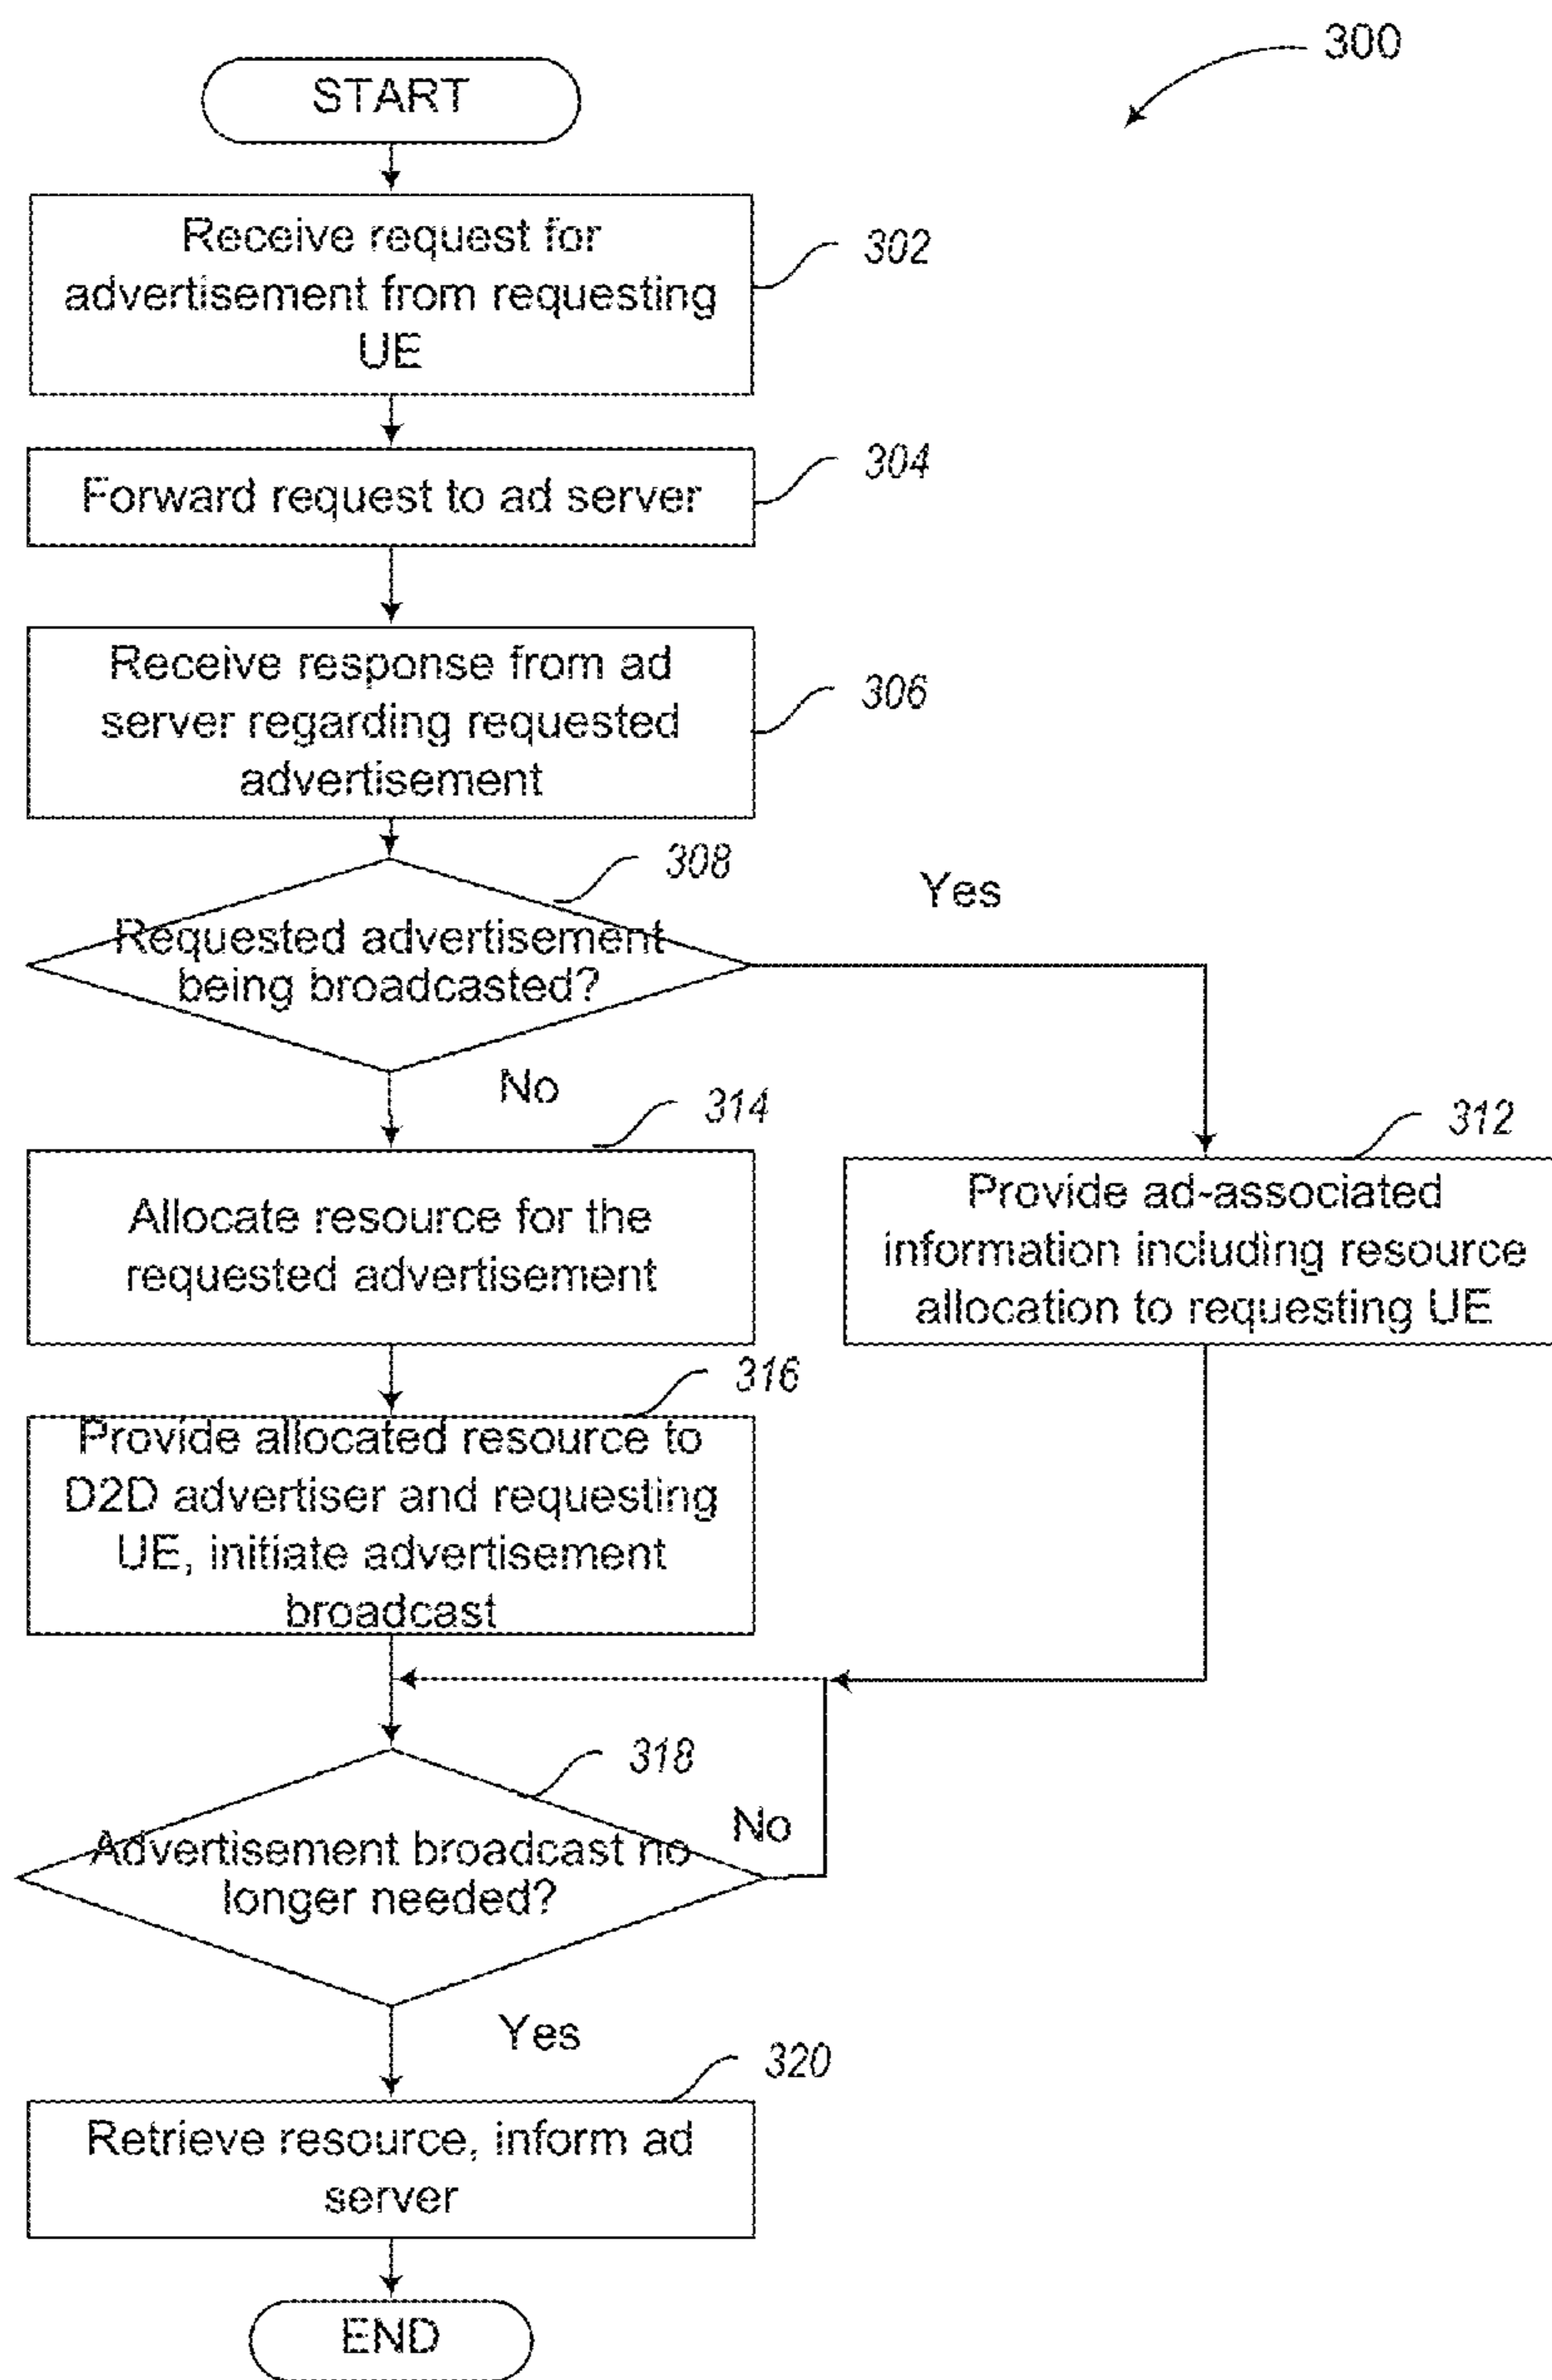 300
START
Receive request for
advertisement from requesting
UE
302
Forward request to ad server
304
Receive response from ad
server regarding requested
advertisement
306
308
Requested advertisement
being broadcasted?
Yes
No
314
Allocate resource for the
requested advertisement
312
Provide ad-associated
information including resource
allocation to requesting UE
316
Provide allocated resource to
D2D advertiser and requesting
UE, initiate advertisement
broadcast
318
Advertisement broadcast no
longer needed?
No
Yes
320
Retrieve resource, inform ad
server
END